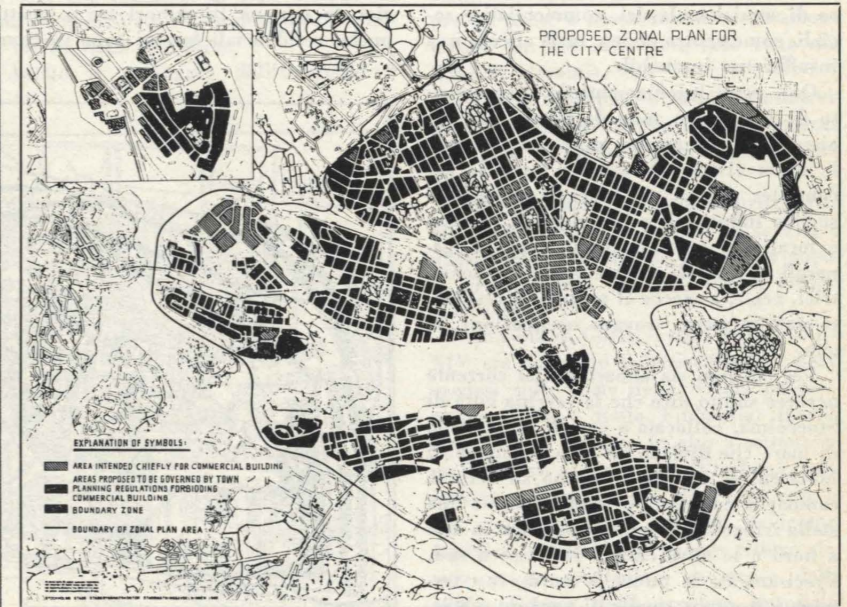 PROPOSED ZONAL PLAN FOR
THE CITY CENTRE
EXPLANATION OF SYMBOLS:
AREA INTENDED CHIEFLY FOR COMMERCIAL BUILDING
AREAS PROPOSED TO BE GOVERNED BY TOWN
PLANNING REGULATIONS FORBIDDING
COMMERCIAL BUILDING
BOUNDARY ZONE
BOUNDARY OF ZONAL PLAN AREA